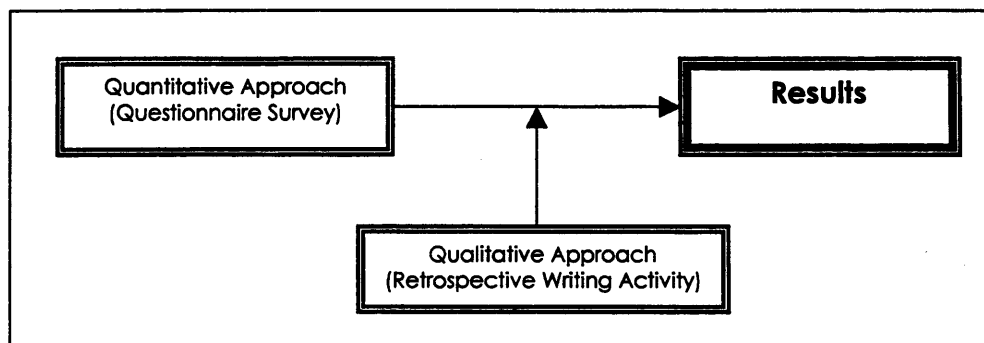 Quantitative Approach
(Questionnaire Survey)
Results
Qualitative Approach
(Retrospective Writing Activity)